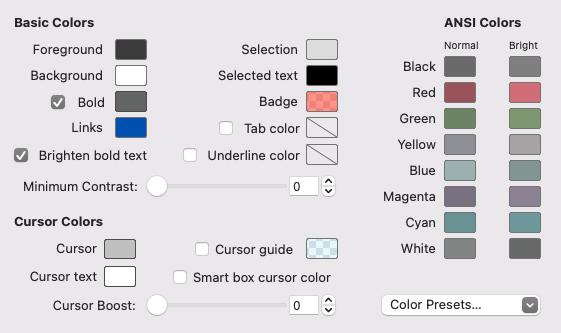 Basic Colors
Foreground
Selection
Background
Selected text
Bold
Badge
Links
Tab color
Brighten bold text
Underline color
Minimum Contrast:
0
Cursor Colors
Cursor
Cursor guide
Cursor text
Smart box cursor color
Cursor Boost:
0
ANSI Colors
Normal Bright
Black
Red
Green
Yellow
Blue
Magenta
Cyan
White
Color Presets...